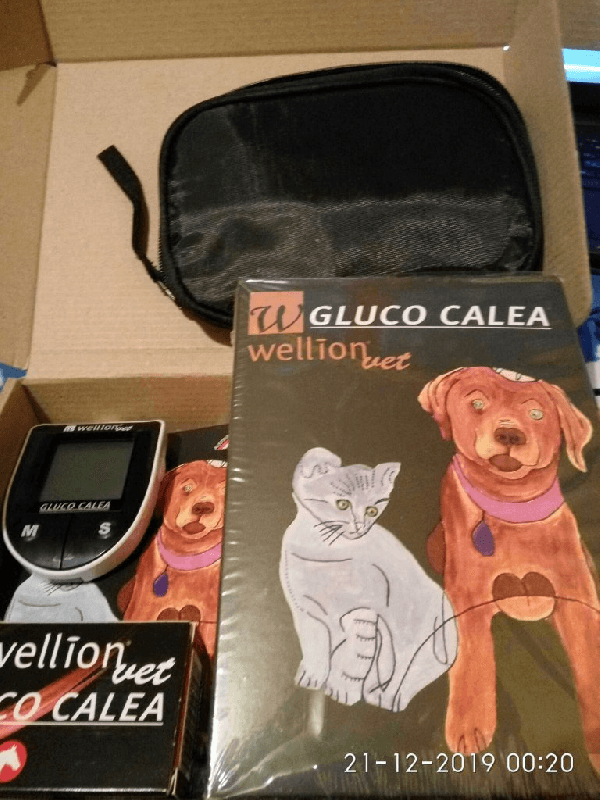 W GLUCO CALEA
wellion vet
wellion vet
GLUCO CALEA
M S
wellion vet
CO CALEA
21-12-2019 00:20